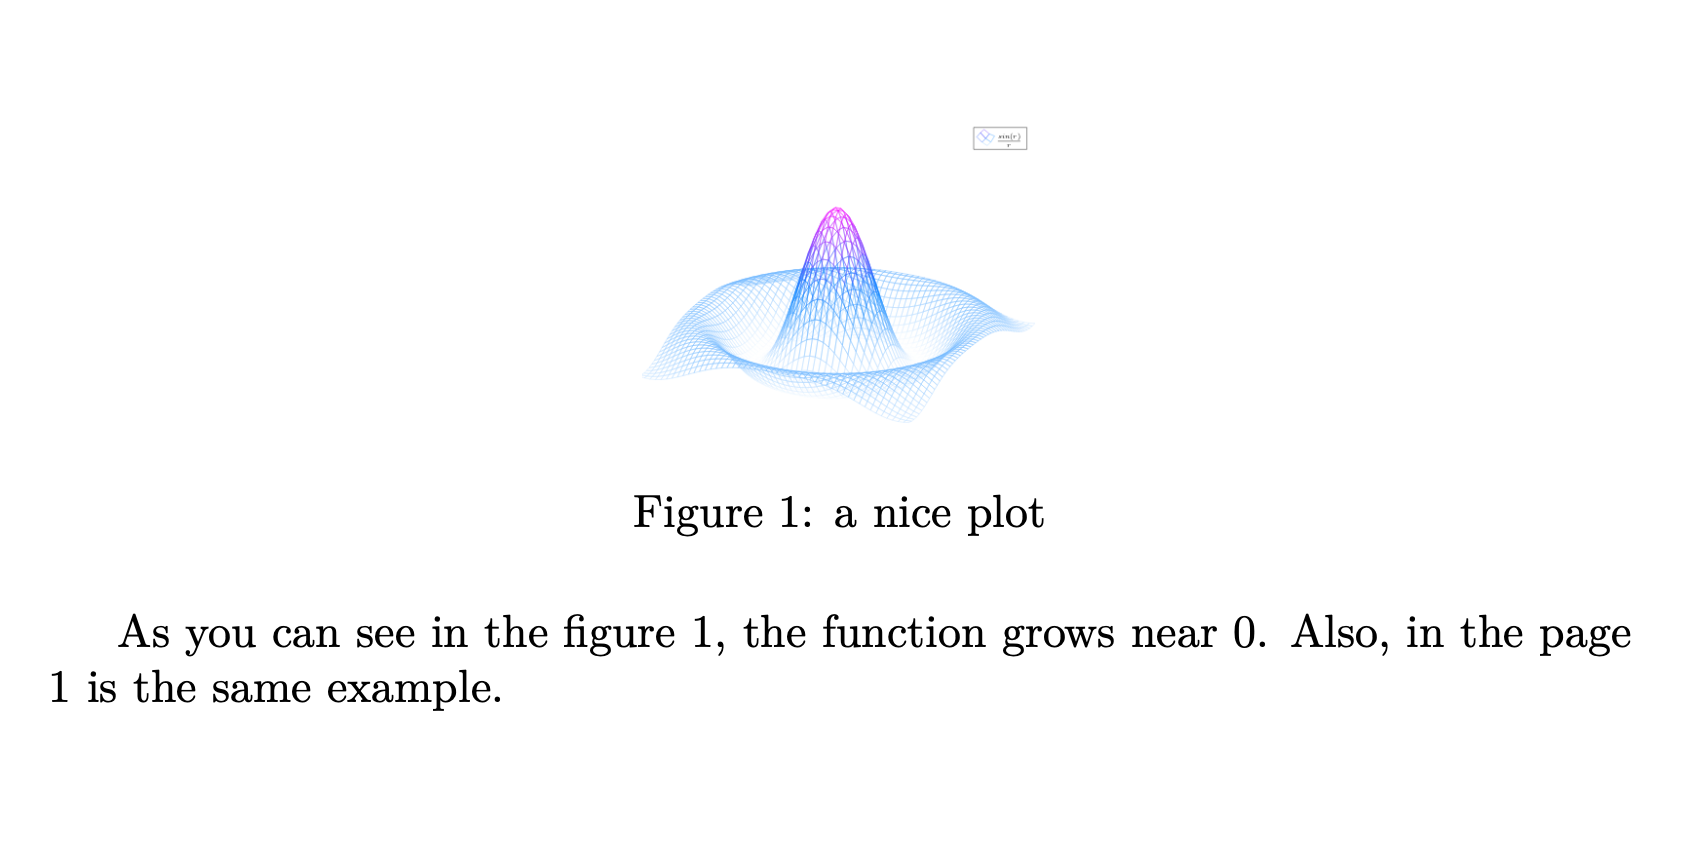 sin(r)
r
Figure 1: a nice plot
As you can see in the figure 1, the function grows near 0. Also, in the page
1 is the same example.